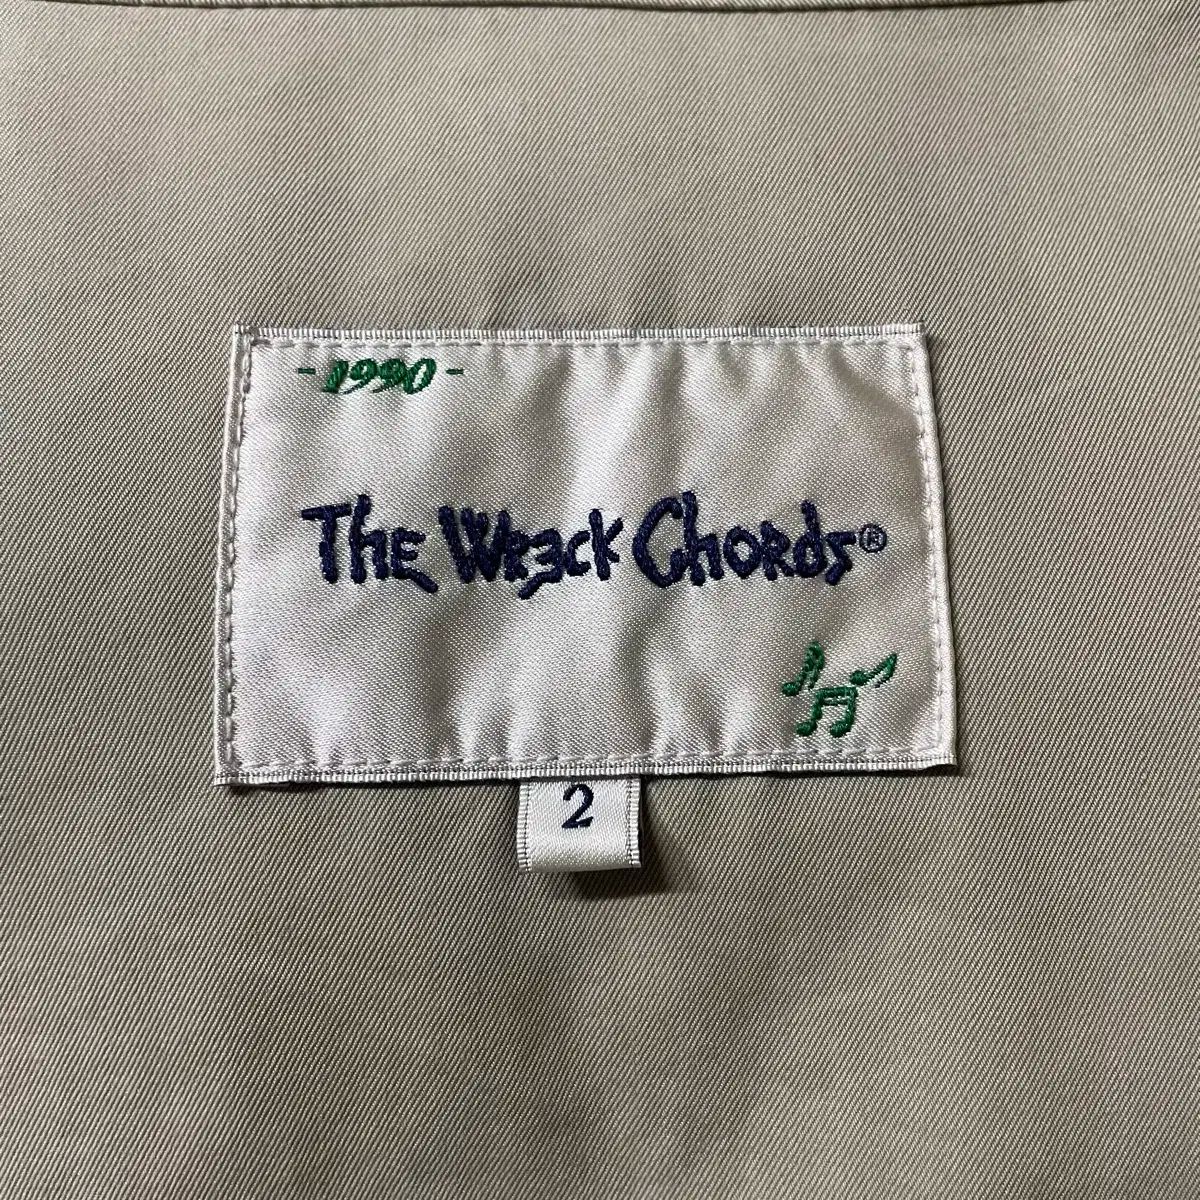 - 1990 -
The Wreck Chords®
2